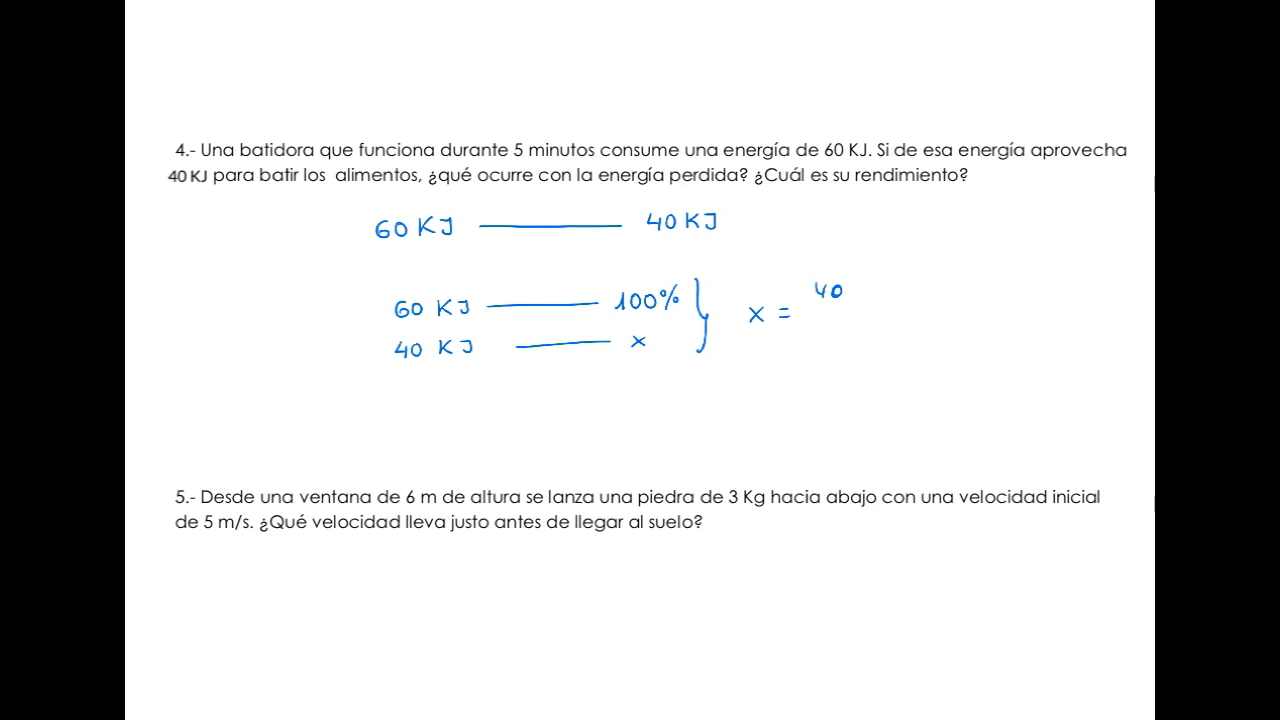 4.- Una batidora que funciona durante 5 minutos consume una energía de 60 KJ. Si de esa energía aprovecha
40 KJ para batir los alimentos, ¿qué ocurre con la energía perdida? ¿Cuál es su rendimiento?
60 KJ —— 40 KJ
60 KJ —— 100% } x = 40
40 KJ —— x
5.- Desde una ventana de 6 m de altura se lanza una piedra de 3 Kg hacia abajo con una velocidad inicial
de 5 m/s. ¿Qué velocidad lleva justo antes de llegar al suelo?